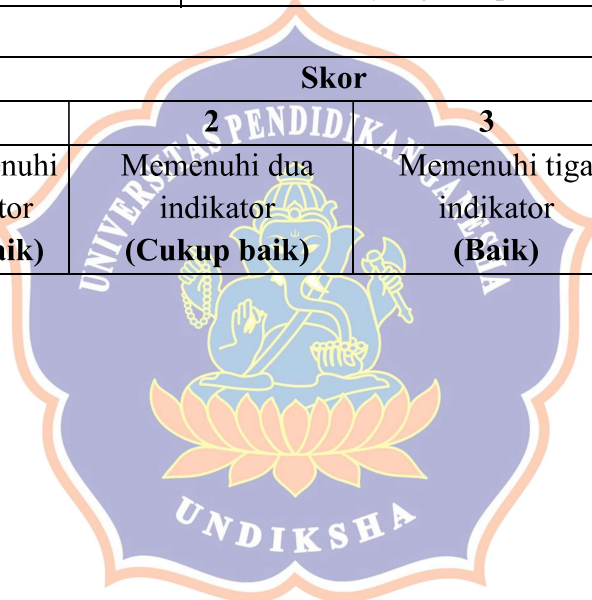 Skor
2 3
nuhi Memenuhi dua Memenuhi tiga
tor indikator indikator
aik) (Cukup baik) (Baik)
UNIVERSITAS PENDIDIKAN GANESHA
UNDIKSHA